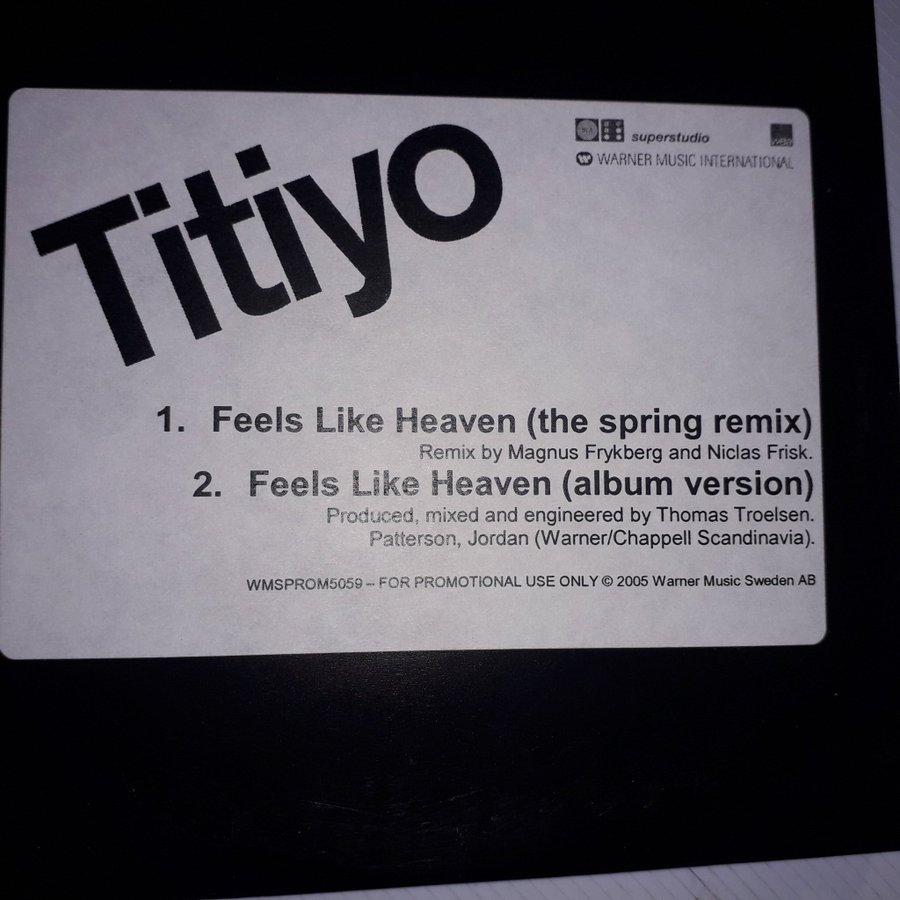 Titiyo
superstudio
WARNER MUSIC INTERNATIONAL
1. Feels Like Heaven (the spring remix)
Remix by Magnus Frykberg and Niclas Frisk.
2. Feels Like Heaven (album version)
Produced, mixed and engineered by Thomas Troelsen.
Patterson, Jordan (Warner/Chappell Scandinavia).
WMSPROM5059 – FOR PROMOTIONAL USE ONLY © 2005 Warner Music Sweden AB